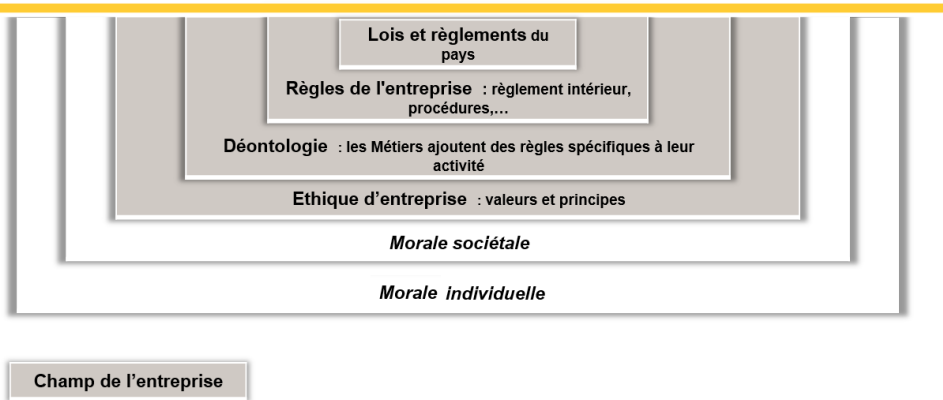 Lois et règlements du
pays
Règles de l'entreprise : règlement intérieur,
procédures,...
Déontologie : les Métiers ajoutent des règles spécifiques à leur
activité
Ethique d’entreprise : valeurs et principes
Morale sociétale
Morale individuelle
Champ de l’entreprise